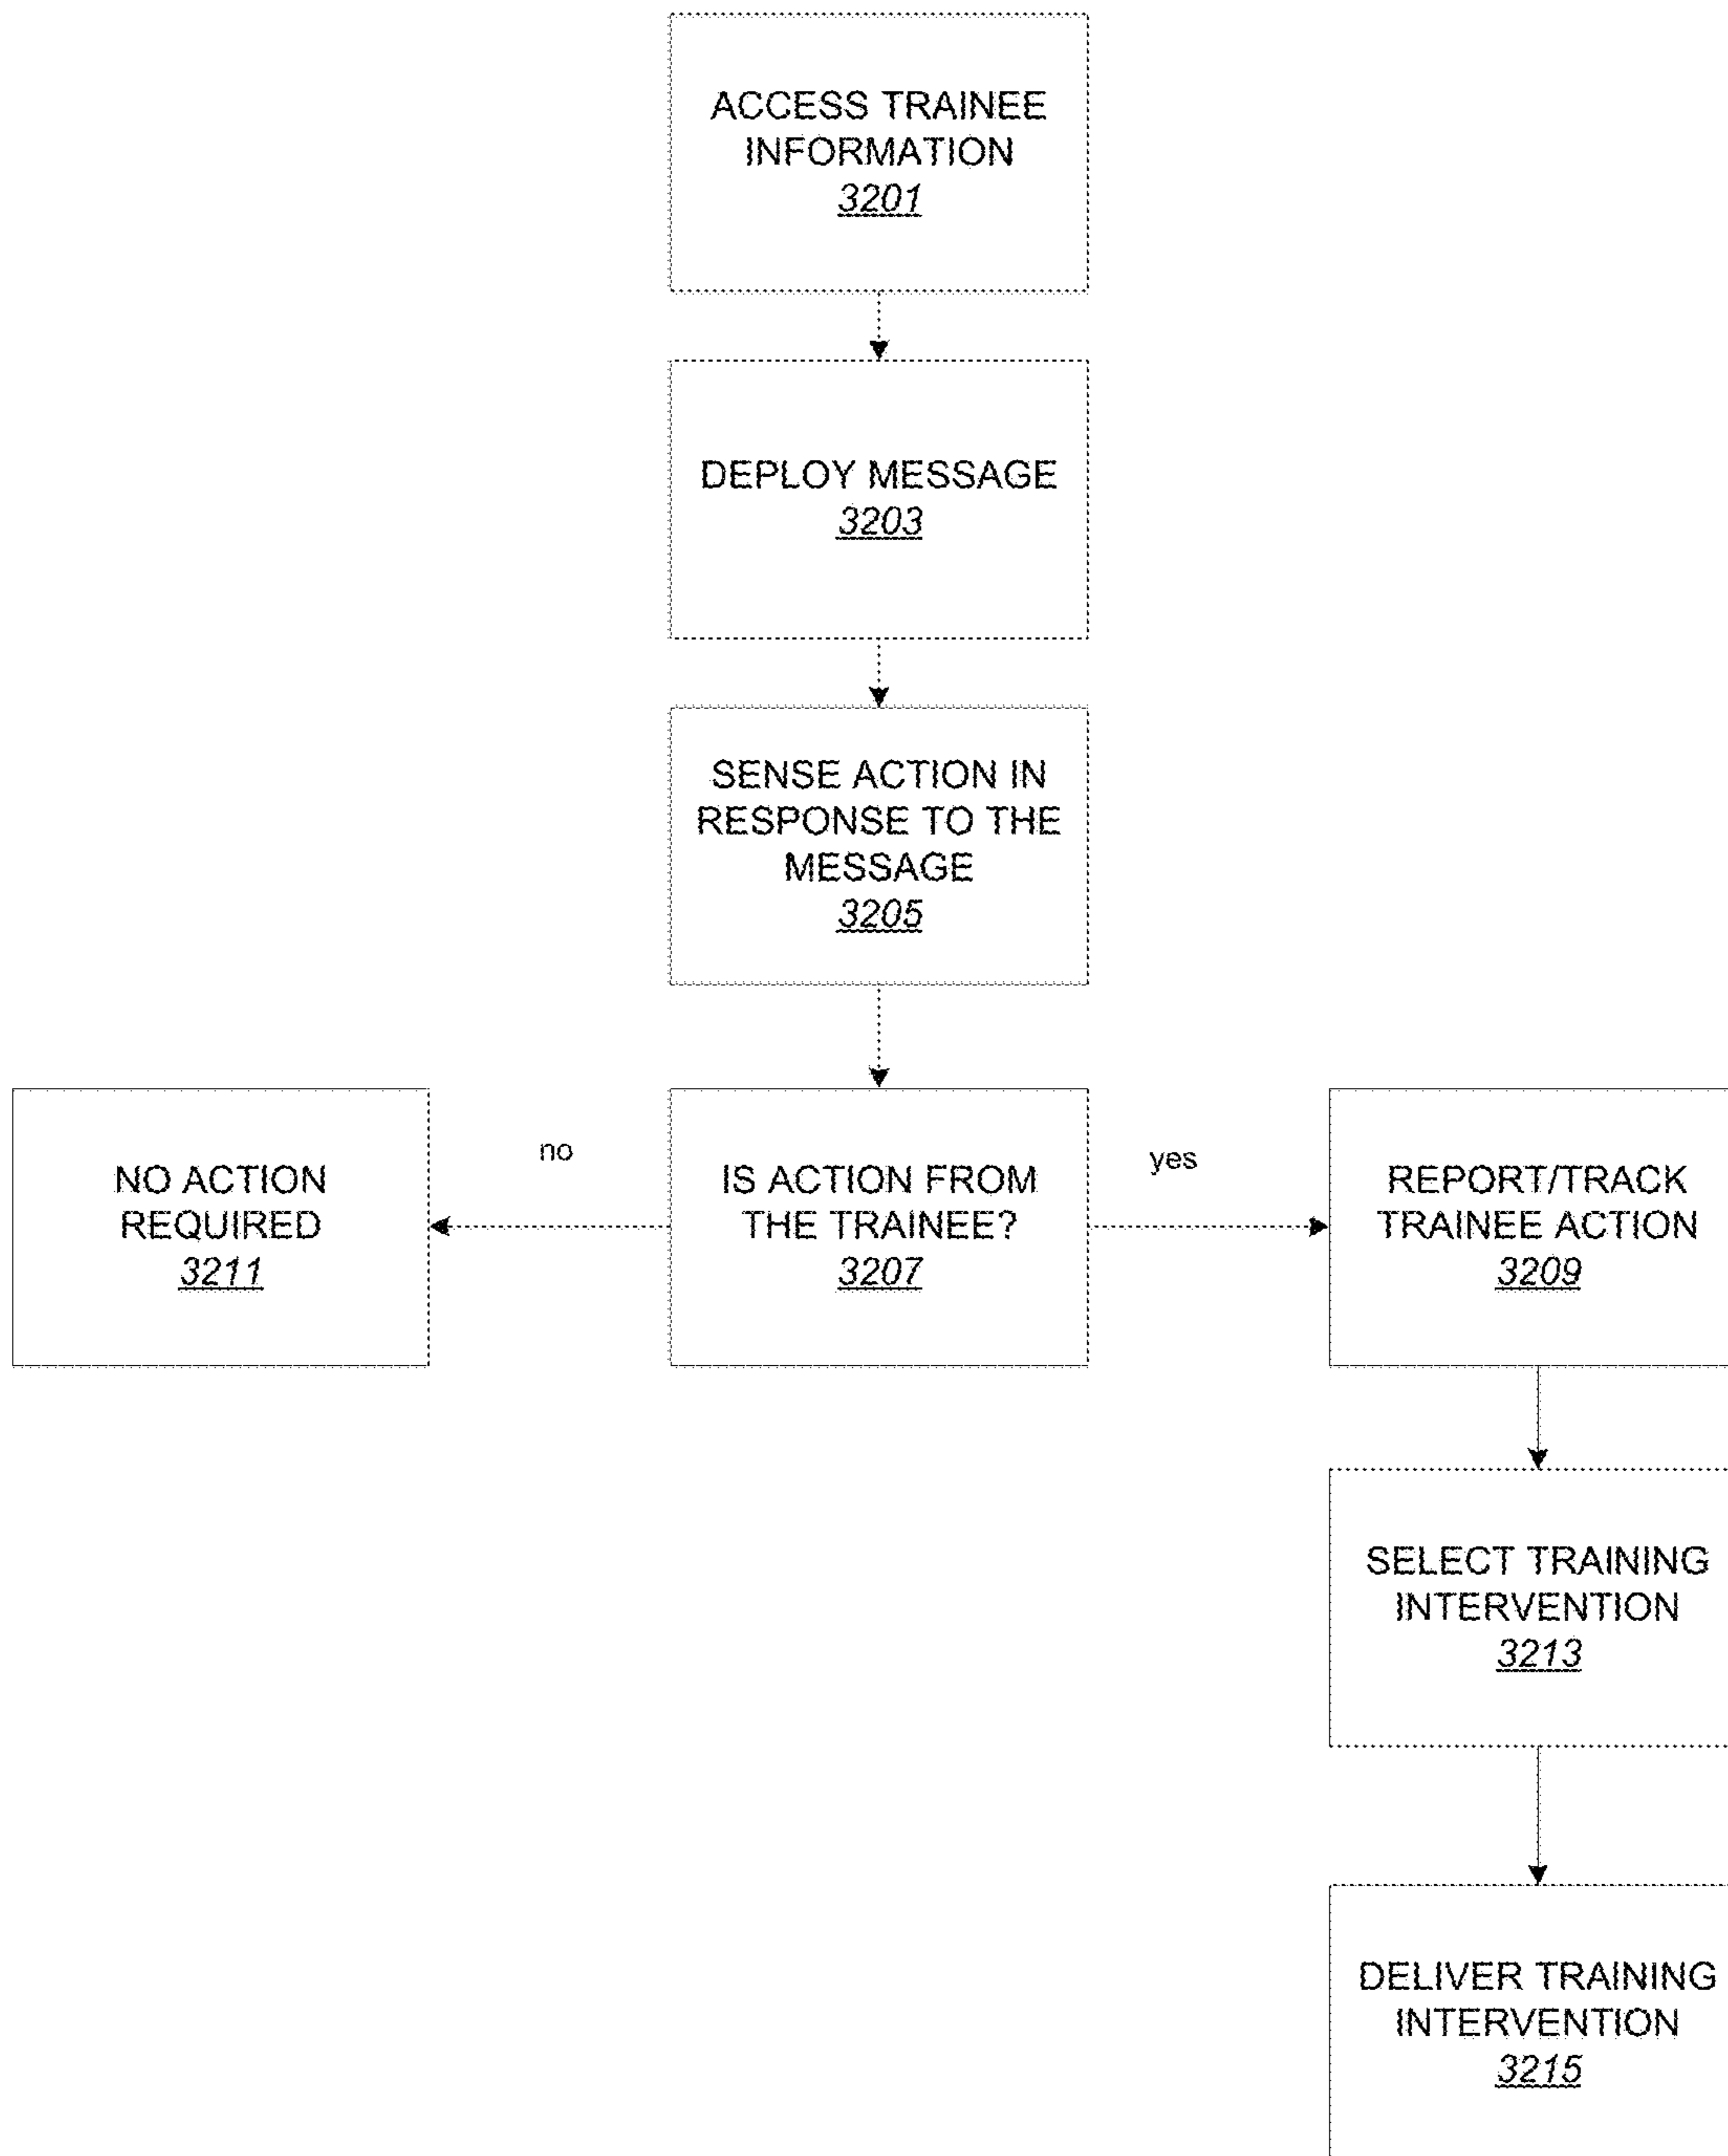 ACCESS TRAINEE
INFORMATION
3201
DEPLOY MESSAGE
3203
SENSE ACTION IN
RESPONSE TO THE
MESSAGE
3205
NO ACTION
REQUIRED
3211
no
IS ACTION FROM
THE TRAINEE?
3207
yes
REPORT/TRACK
TRAINEE ACTION
3209
SELECT TRAINING
INTERVENTION
3213
DELIVER TRAINING
INTERVENTION
3215